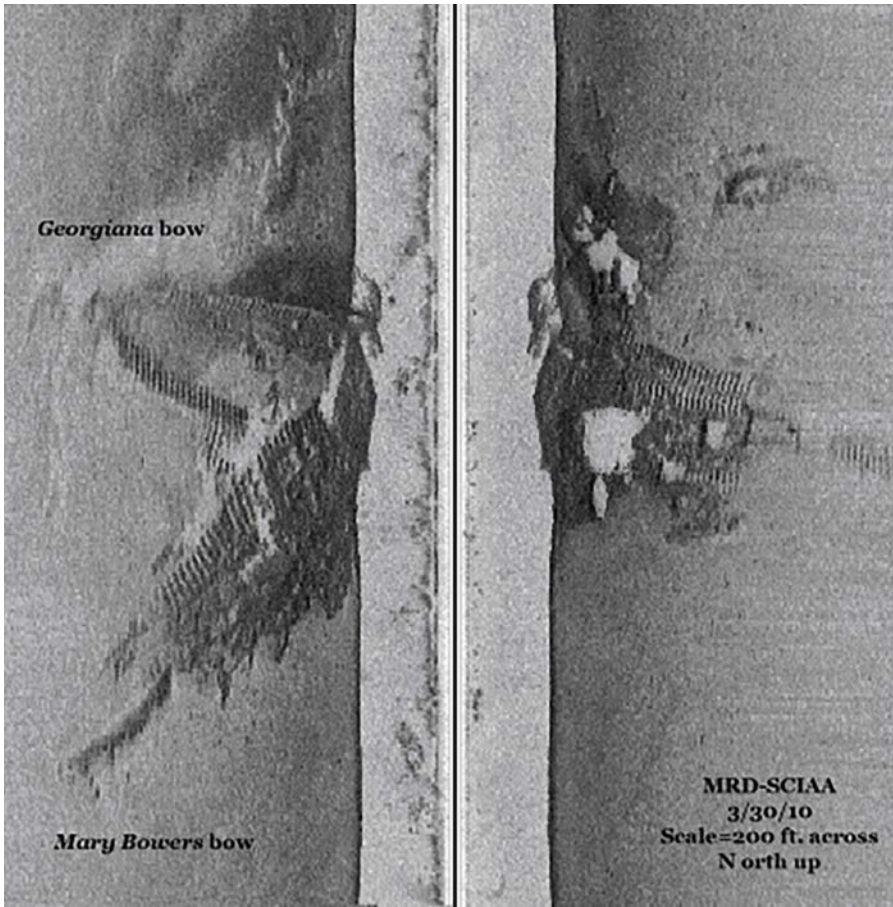 Georgiana bow
Mary Bowers bow
MRD-SCIAA
3/30/10
Scale=200 ft. across
N orth up